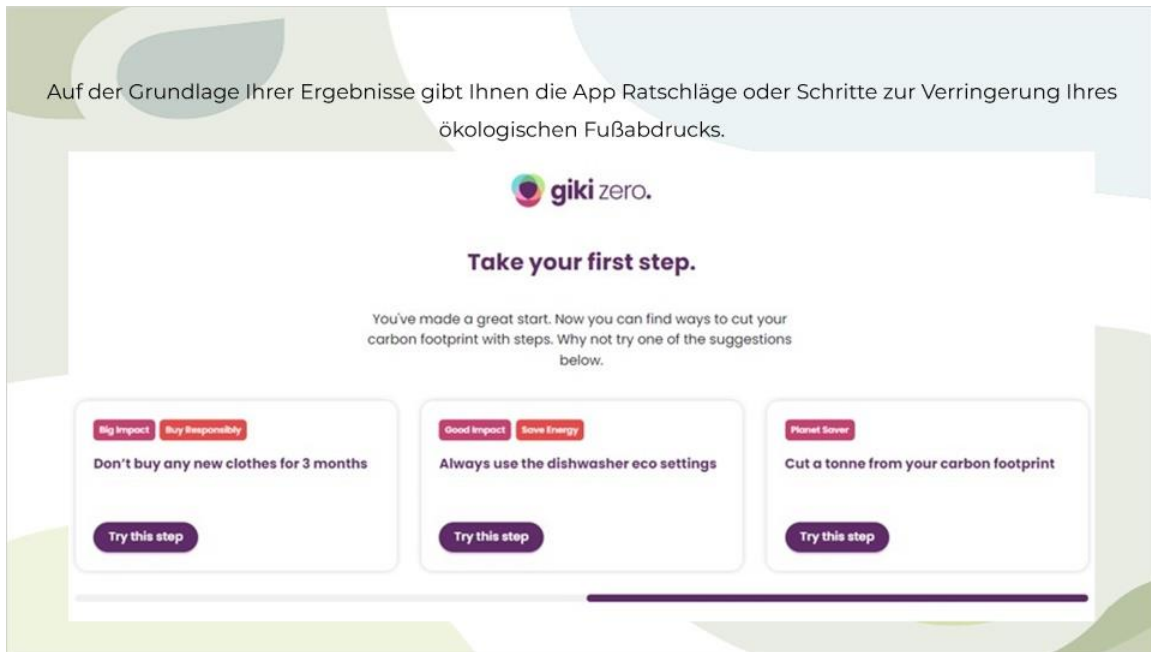 Auf der Grundlage Ihrer Ergebnisse gibt Ihnen die App Ratschläge oder Schritte zur Verringerung Ihres
ökologischen Fußabdrucks.
giki zero.
Take your first step.
You've made a great start. Now you can find ways to cut your
carbon footprint with steps. Why not try one of the suggestions
below.
Big Impact Buy Responsibly
Don't buy any new clothes for 3 months
Try this step
Good Impact Save Energy
Always use the dishwasher eco settings
Try this step
Planet Saver
Cut a tonne from your carbon footprint
Try this step